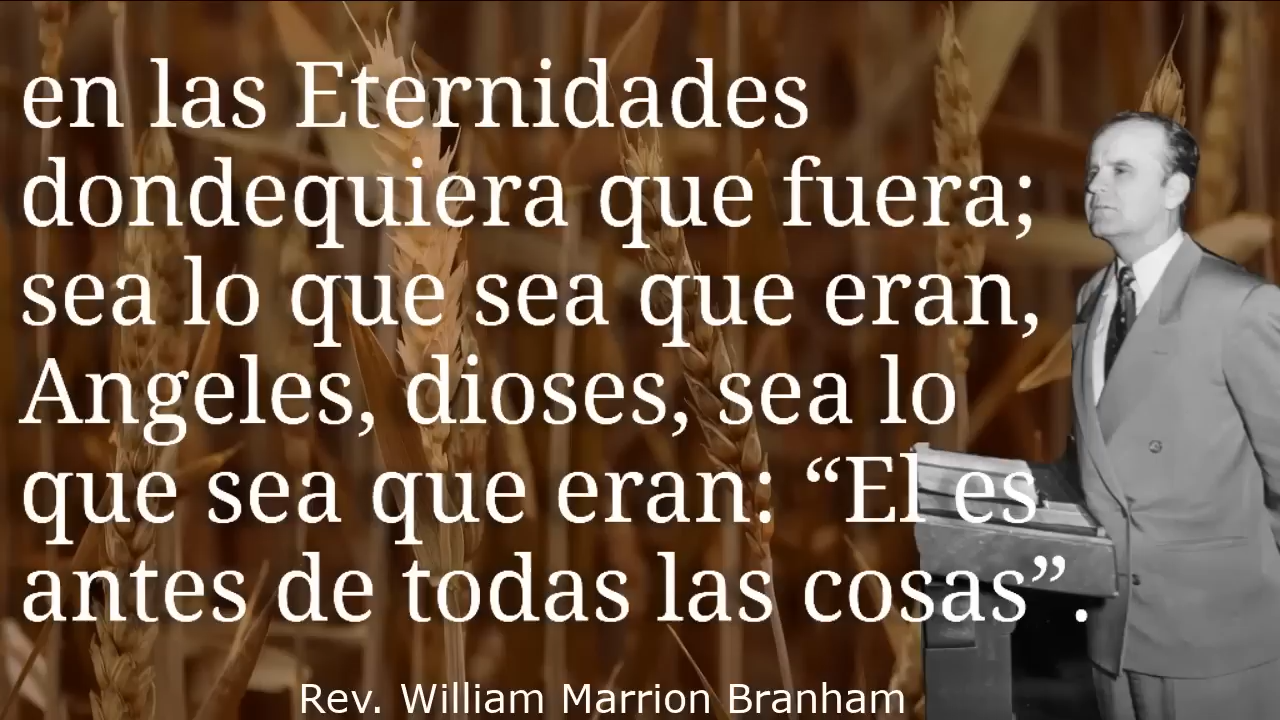 en las Eternidades
dondequiera que fuera;
sea lo que sea que eran,
Angeles, dioses, sea lo
que sea que eran: “El es
antes de todas las cosas”.
Rev. William Marrion Branham